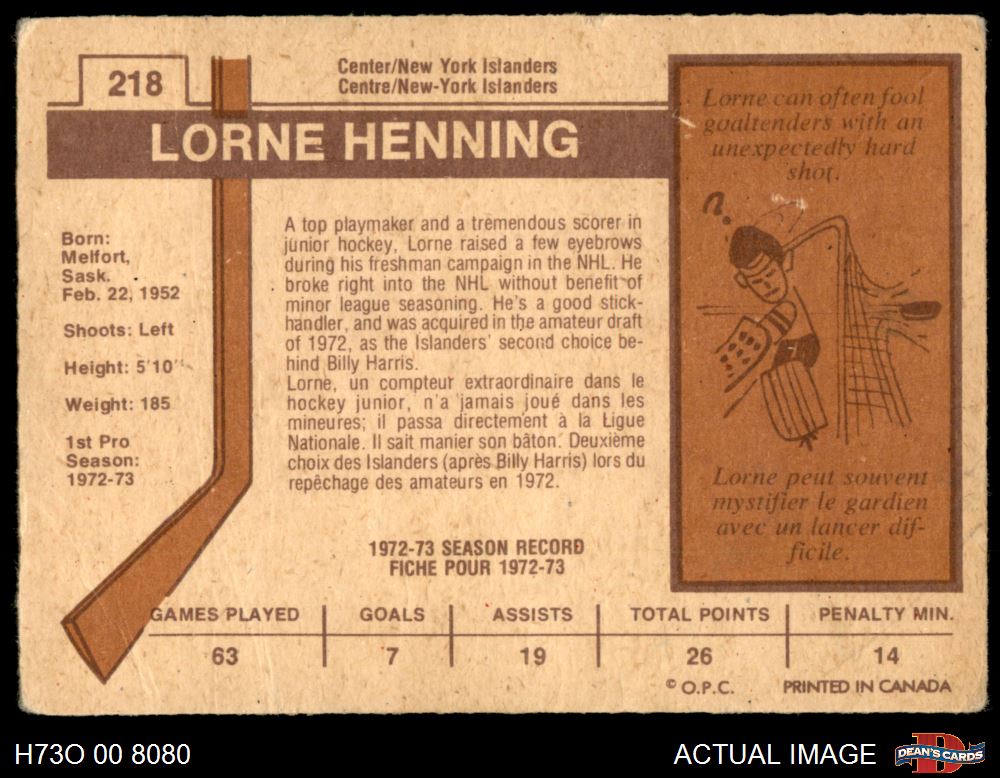 218
Center/New York Islanders
Centre/New-York Islanders
LORNE HENNING
Born:
Melfort,
Sask.
Feb. 22, 1952
Shoots: Left
Height: 5'10''
Weight: 185
1st Pro
Season:
1972-73
A top playmaker and a tremendous scorer in
junior hockey, Lorne raised a few eyebrows
during his freshman campaign in the NHL. He
broke right into the NHL without benefit of
minor league seasoning. He's a good stick-
handler, and was acquired in the amateur draft
of 1972, as the Islanders' second choice be-
hind Billy Harris.
Lorne, un compteur extraordinaire dans le
hockey junior, n'a jamais joué dans les
mineures; il passa directement à la Ligue
Nationale. Il sait manier son bâton. Deuxième
choix des Islanders (après Billy Harris) lors du
repêchage des amateurs en 1972.
Lorne can often fool
goaltenders with an
unexpectedly hard
shot.
?
Lorne peut souvent
mystifier le gardien
avec un lancer dif-
ficile.
1972-73 SEASON RECORD
FICHE POUR 1972-73
GAMES PLAYED GOALS ASSISTS TOTAL POINTS PENALTY MIN.
63 7 19 26 14
© O.P.C. PRINTED IN CANADA
H73O 00 8080
ACTUAL IMAGE
DEAN'S CARDS